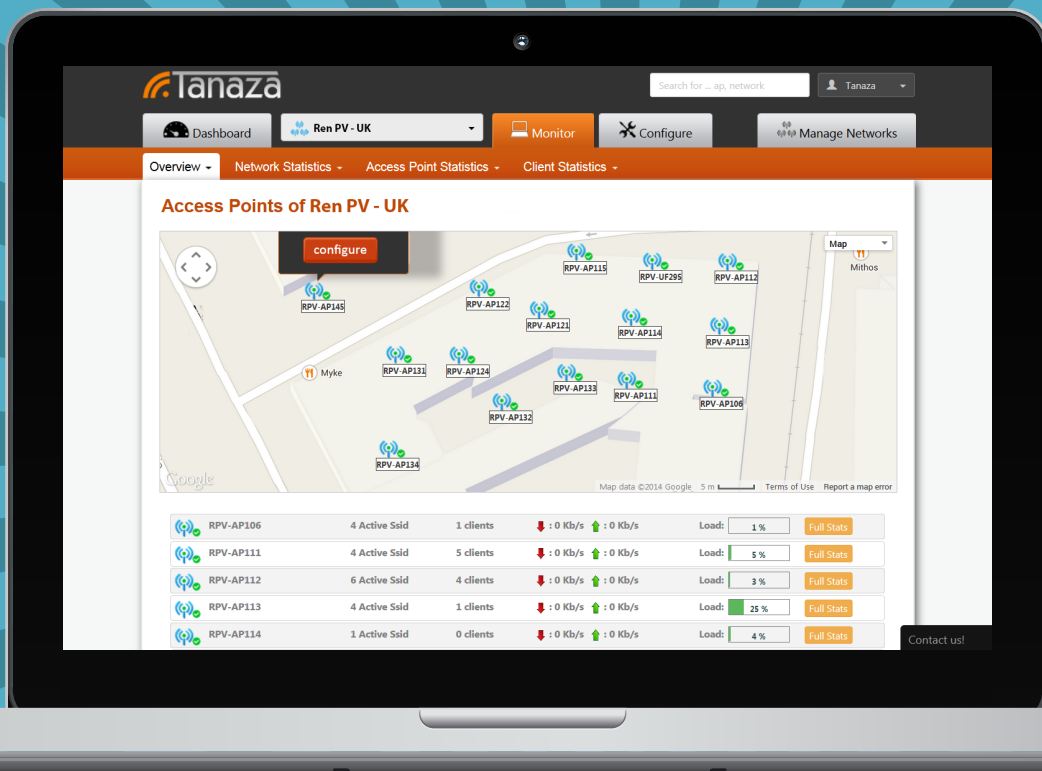 Tanaza
Search for ... ap, network
Tanaza
Dashboard
Ren PV - UK
Monitor
Configure
Manage Networks
Overview
Network Statistics
Access Point Statistics
Client Statistics
Access Points of Ren PV - UK
configure
Map
Mithos
RPV-AP115
RPV-UF295
RPV-AP112
RPV-AP145
RPV-AP122
RPV-AP121
RPV-AP114
RPV-AP113
Myke
RPV-AP131
RPV-AP124
RPV-AP133
RPV-AP111
RPV-AP106
RPV-AP132
RPV-AP134
Google
Map data ©2014 Google 5 m Terms of Use Report a map error
RPV-AP106 4 Active Ssid 1 clients : 0 Kb/s : 0 Kb/s Load: 1 % Full Stats
RPV-AP111 4 Active Ssid 5 clients : 0 Kb/s : 0 Kb/s Load: 5 % Full Stats
RPV-AP112 6 Active Ssid 4 clients : 0 Kb/s : 0 Kb/s Load: 3 % Full Stats
RPV-AP113 4 Active Ssid 1 clients : 0 Kb/s : 0 Kb/s Load: 25 % Full Stats
RPV-AP114 1 Active Ssid 0 clients : 0 Kb/s : 0 Kb/s Load: 4 % Full Stats
Contact us!